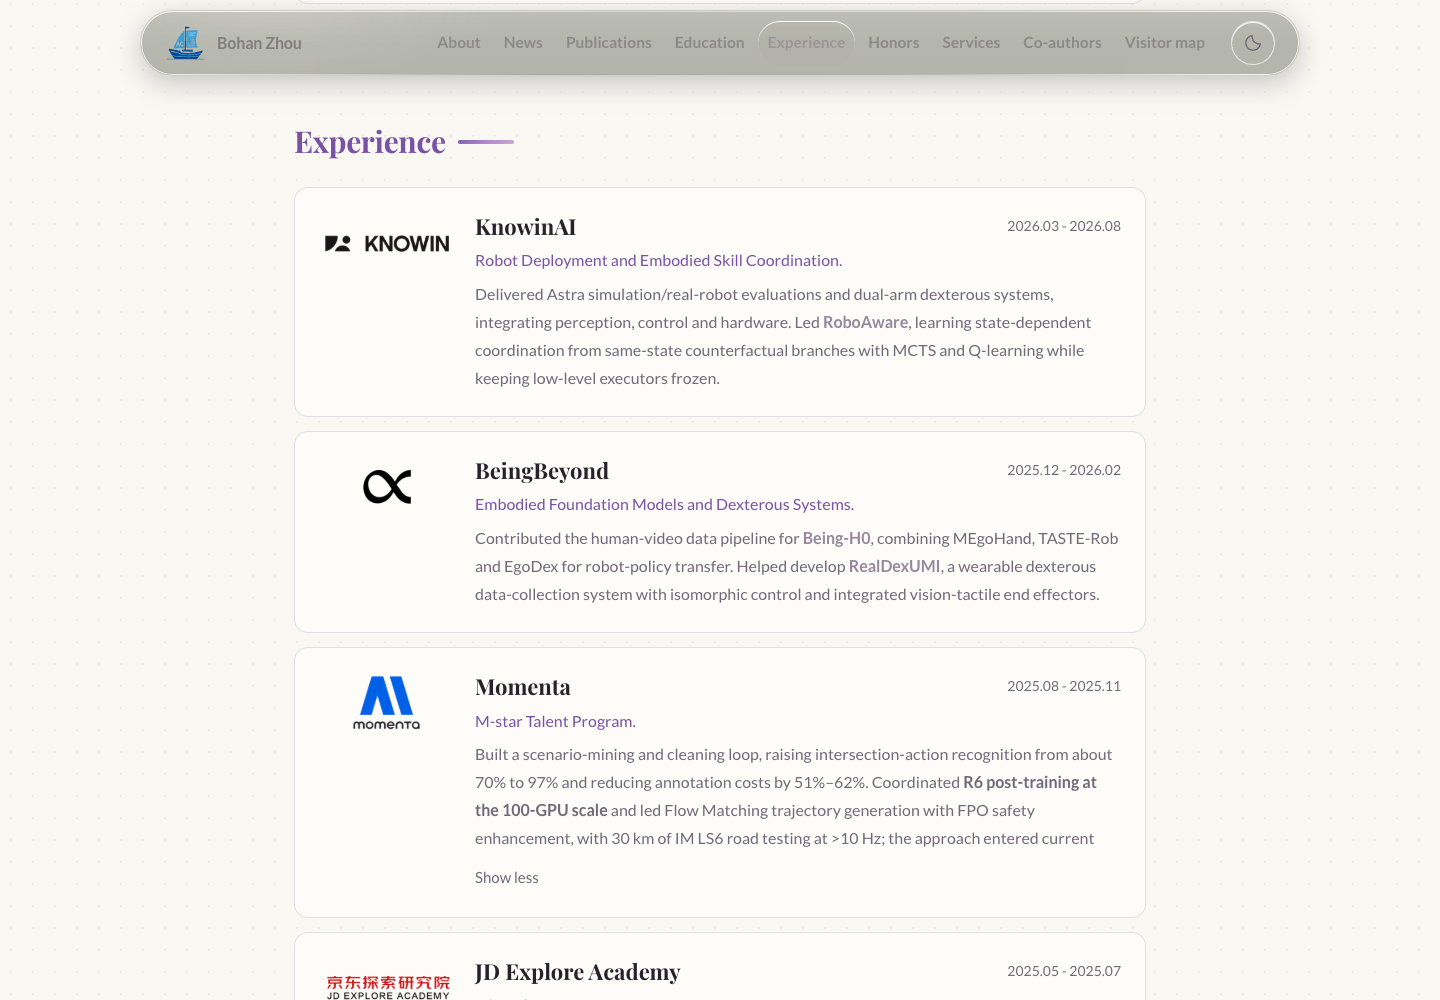 Bohan Zhou
About News Publications Education Experience Honors Services Co-authors Visitor map
Experience
KNOWIN
KnowinAI
2026.03 - 2026.08
Robot Deployment and Embodied Skill Coordination.
Delivered Astra simulation/real-robot evaluations and dual-arm dexterous systems,
integrating perception, control and hardware. Led RoboAware, learning state-dependent
coordination from same-state counterfactual branches with MCTS and Q-learning while
keeping low-level executors frozen.
BeingBeyond
2025.12 - 2026.02
Embodied Foundation Models and Dexterous Systems.
Contributed the human-video data pipeline for Being-H0, combining MEgoHand, TASTE-Rob
and EgoDex for robot-policy transfer. Helped develop RealDexUMI, a wearable dexterous
data-collection system with isomorphic control and integrated vision-tactile end effectors.
momenta
Momenta
2025.08 - 2025.11
M-star Talent Program.
Built a scenario-mining and cleaning loop, raising intersection-action recognition from about
70% to 97% and reducing annotation costs by 51%–62%. Coordinated R6 post-training at
the 100-GPU scale and led Flow Matching trajectory generation with FPO safety
enhancement, with 30 km of IM LS6 road testing at >10 Hz; the approach entered current
Show less
京东探索研究院
JD EXPLORE ACADEMY
JD Explore Academy
2025.05 - 2025.07